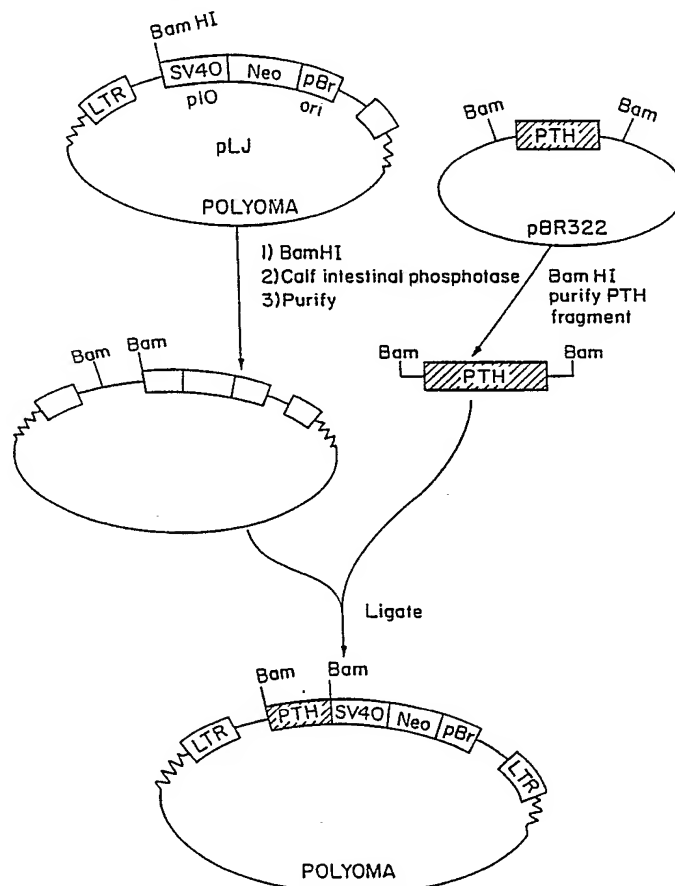 Bam HI
LTR
SV40
Neo
pBr
pIO
ori
pLJ
POLYOMA
Bam
Bam
PTH
pBR322
1) BamHI
2)Calf intestinal phosphotase
3)Purify
Bam HI
purify PTH
fragment
Bam
Bam
Bam
Bam
PTH
Ligate
Bam
Bam
LTR
PTH
SV40
Neo
pBr
LTR
POLYOMA